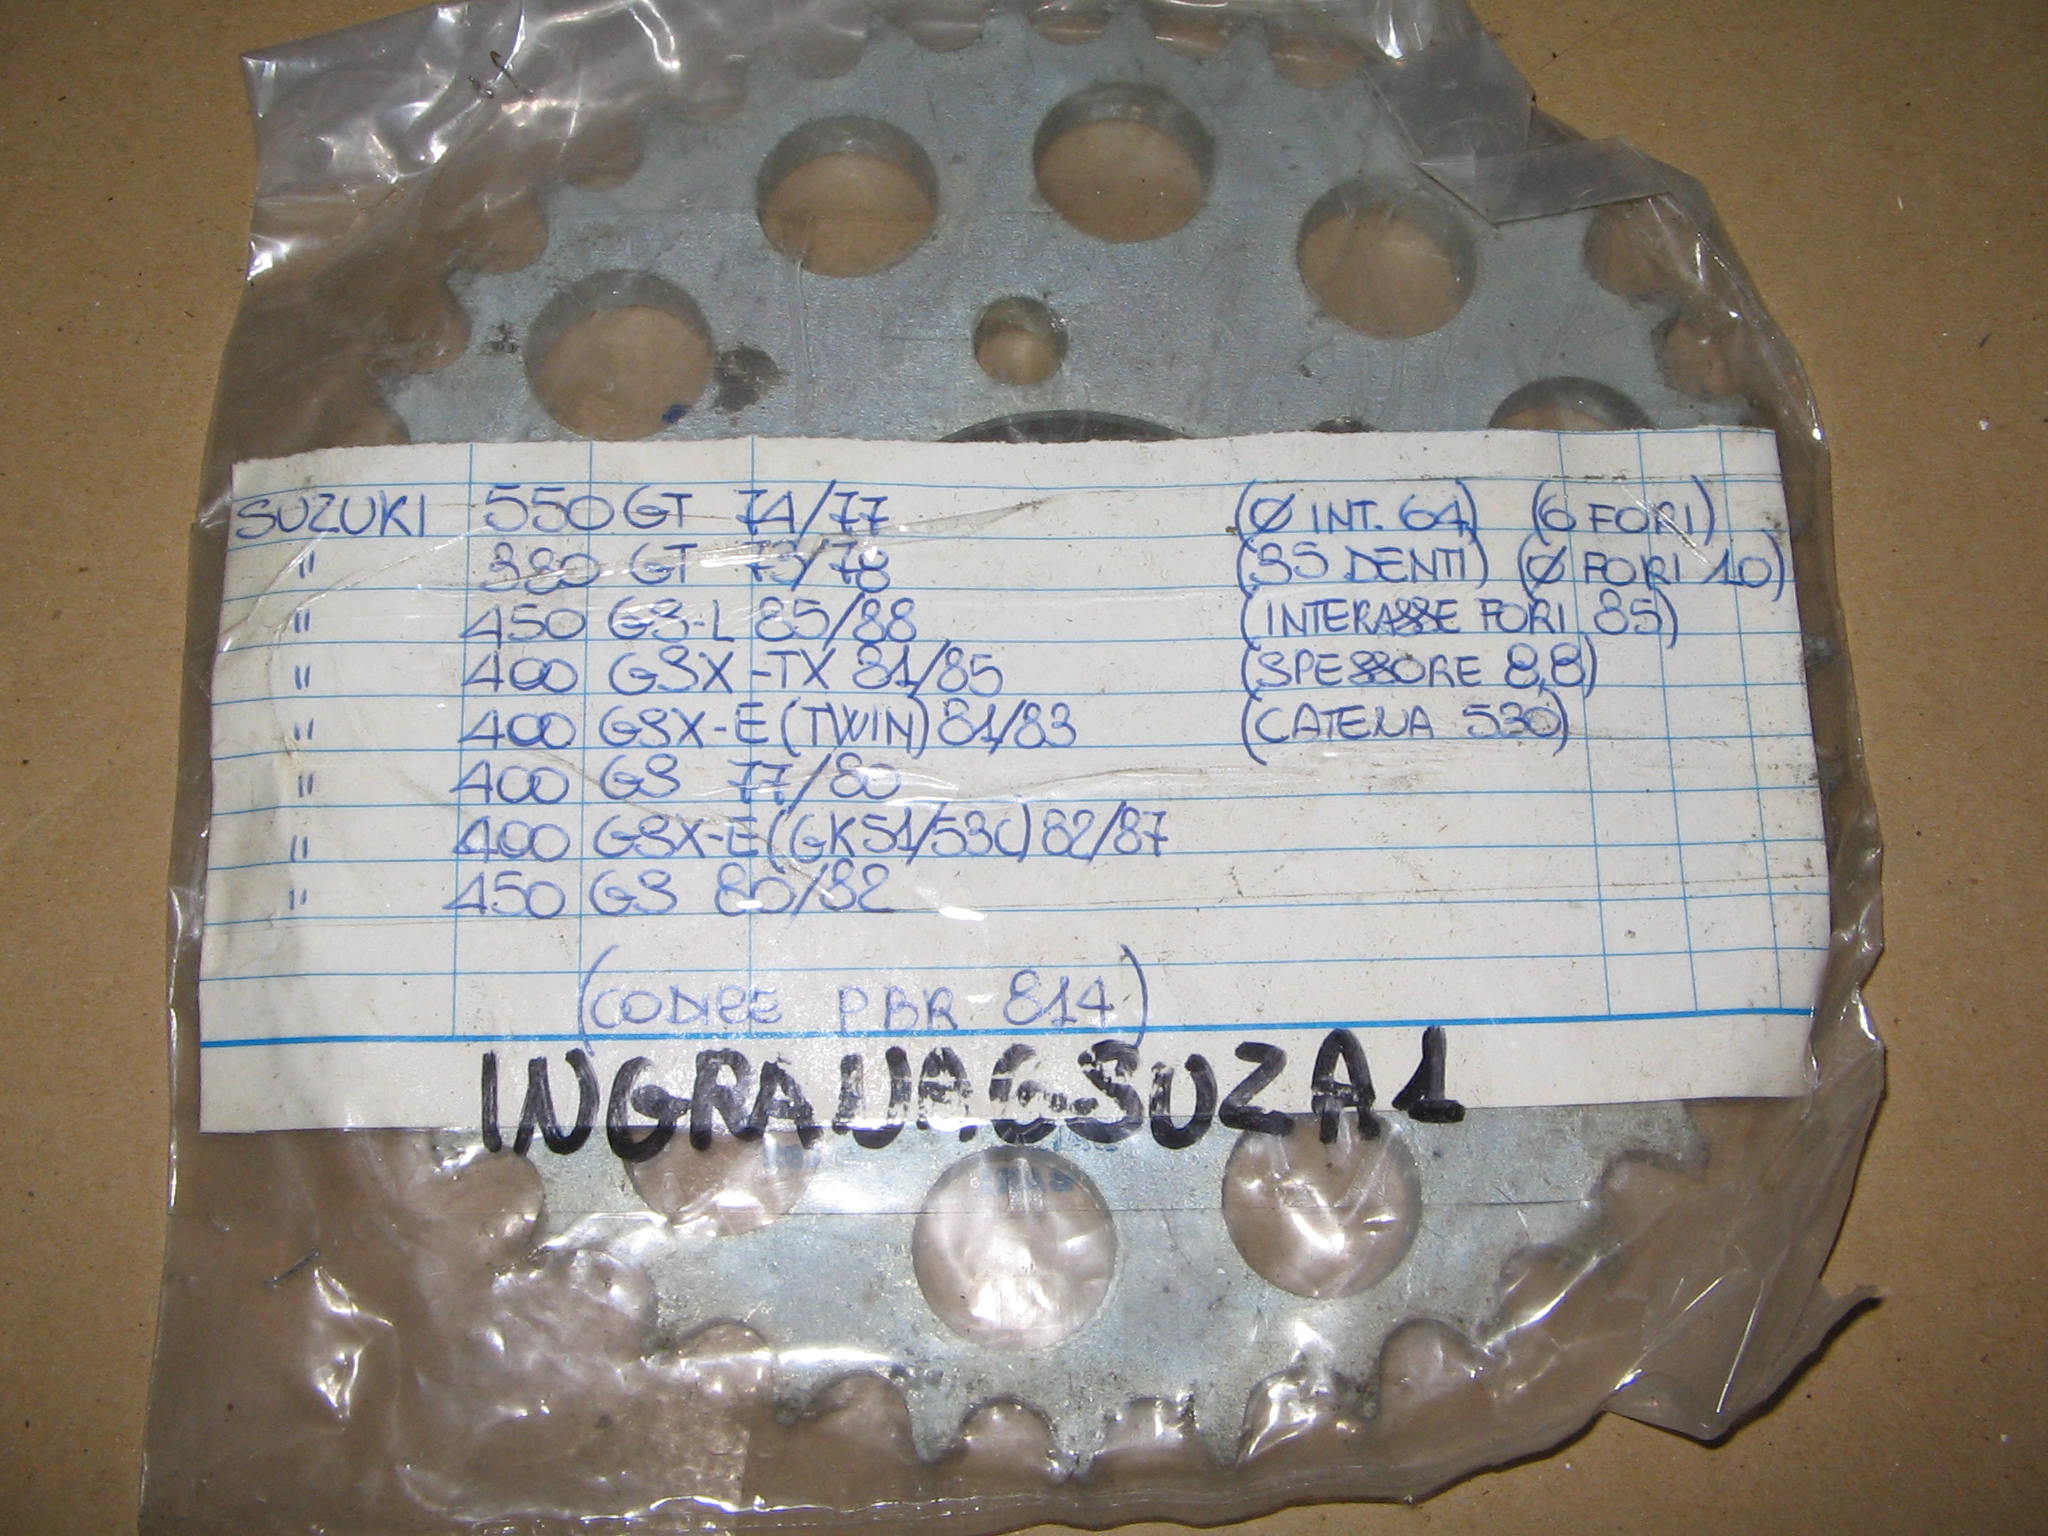 SUZUKI 550 GT 74/77 (Ø INT. 64) (6 FORI)
" 380 GT 73/78 (35 DENTI) (Ø FORI 10)
" 450 GS-L 85/88 (INTERASSE FORI 85)
" 400 GSX-TX 81/85 (SPESSORE 8,8)
" 400 GSX-E (TWIN) 81/83 (CATENA 530)
" 400 GS 77/80
" 400 GSX-E (GK51/53C) 82/87
" 450 GS 80/82
(CODICE PBR 814)
INGRANAGSUZA1